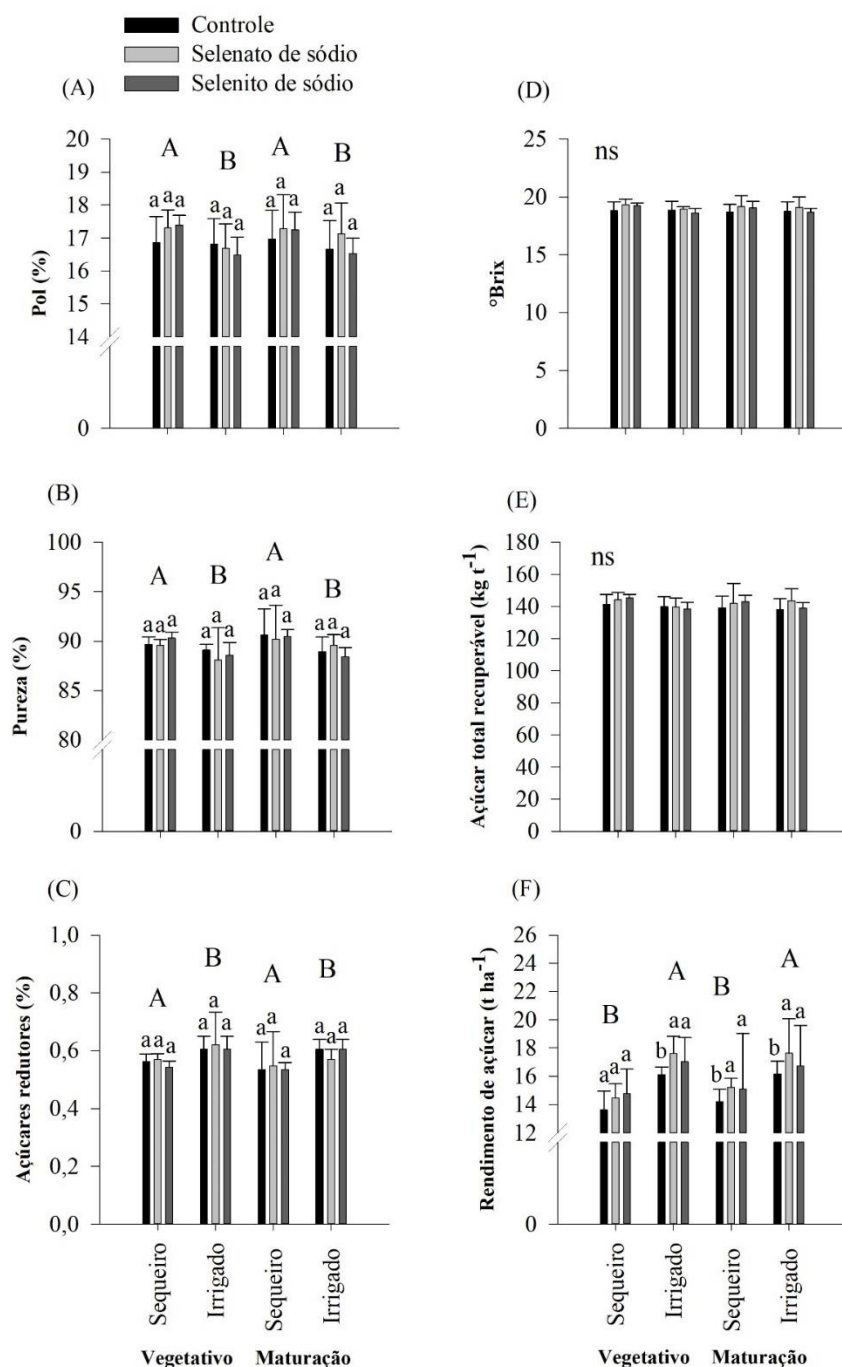 Controle
Selenato de sódio
Selenito de sódio
(A)
Pol (%)
20
19
18
17
16
15
14
0
A B A B
a a a a a a a a a a a a
(D)
°Brix
25
20
15
10
5
0
ns
(B)
Pureza (%)
100
95
90
85
80
0
A B A B
a a a a a a a a a a a a
(E)
Açúcar total recuperável (kg t⁻¹)
180
160
140
120
100
80
60
40
20
0
ns
(C)
Açúcares redutores (%)
1,0
0,8
0,6
0,4
0,2
0,0
A B A B
a a a a a a a a a a a a
Sequeiro Irrigado Sequeiro Irrigado
Vegetativo Maturação
(F)
Rendimento de açúcar (t ha⁻¹)
26
24
22
20
18
16
14
12
0
B A B A
a a a b a a b a a b a a
Sequeiro Irrigado Sequeiro Irrigado
Vegetativo Maturação